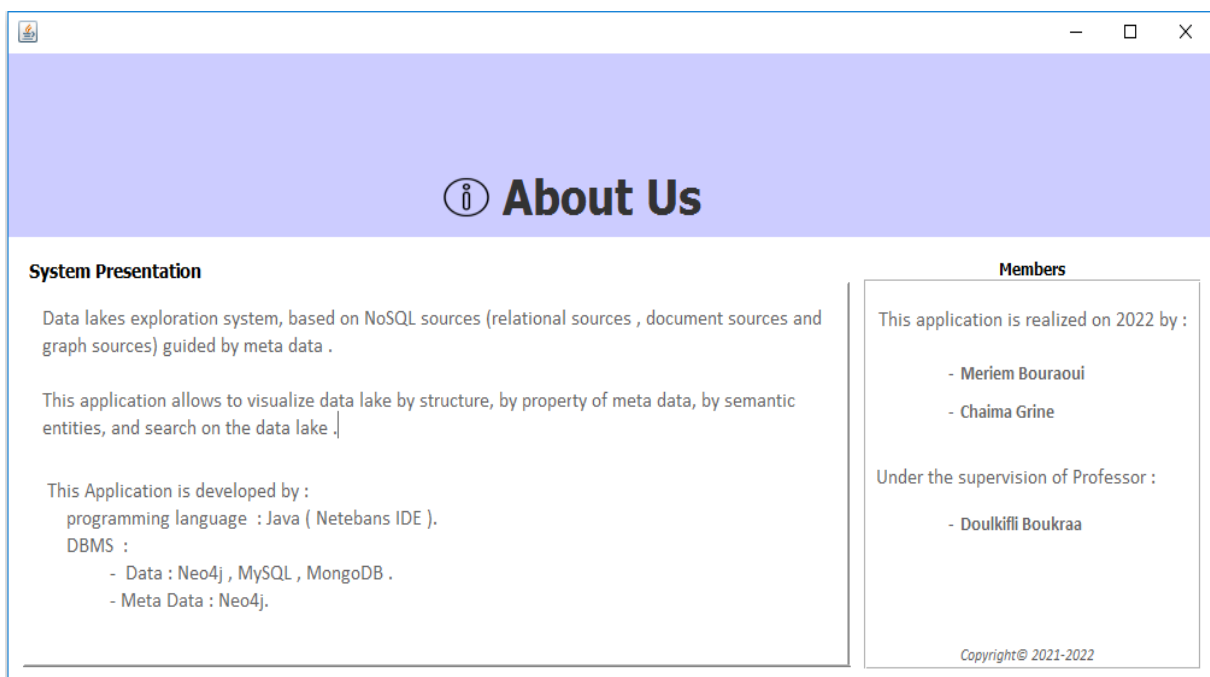 About Us
System Presentation
Data lakes exploration system, based on NoSQL sources (relational sources , document sources and
graph sources) guided by meta data .
This application allows to visualize data lake by structure, by property of meta data, by semantic
entities, and search on the data lake .
This Application is developed by :
programming language  : Java ( Netebans IDE ).
DBMS  :
-  Data : Neo4j , MySQL , MongoDB .
- Meta Data : Neo4j.
Members
This application is realized on 2022 by :
- Meriem Bouraoui
- Chaima Grine
Under the supervision of Professor :
- Doulkifli Boukraa
Copyright© 2021-2022